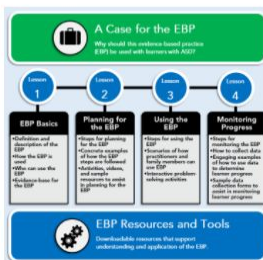 A Case for the EBP
Why should this evidence-based practice
(EBP) be used with learners with ASD?
Lesson
1
Lesson
2
Lesson
3
Lesson
4
EBP Basics
•Definition and
description of the
EBP
•How the EBP is
used
•Who can use the
EBP
•Evidence-base for the
EBP
Planning for
the EBP
•Steps for planning
for the EBP
•Concrete examples
of how the EBP
steps are followed
sample
resources to assist
in planning for the
EBP
Using the
EBP
•Steps for using the
EBP
•Scenarios of how
practitioners and
family members can
use EBP
•Interactive problem-
solving activities
Monitoring
Progress
•Steps for
monitoring the EBP
•How to collect data
•Engaging examples
of how to use data
to determine
learner progress
•Sample data
collection forms to
assist in monitoring
learner progress
EBP Resources and Tools
Downloadable resources that support
understanding and application of the EBP.